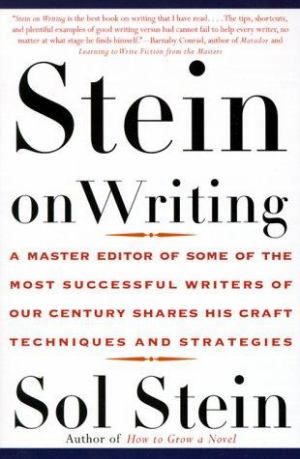 "Stein on Writing is the best book on writing that I have read. . . . The tips, shortcuts,
and plentiful examples of good writing versus bad cannot fail to help every writer, no
matter at what stage he finds himself."—Barnaby Conrad, author of Matador and
Learning to Write Fiction from the Masters
Stein
on Writing
A MASTER EDITOR OF SOME OF THE
MOST SUCCESSFUL WRITERS OF
OUR CENTURY SHARES HIS CRAFT
TECHNIQUES AND STRATEGIES
Sol Stein
Author of How to Grow a Novel